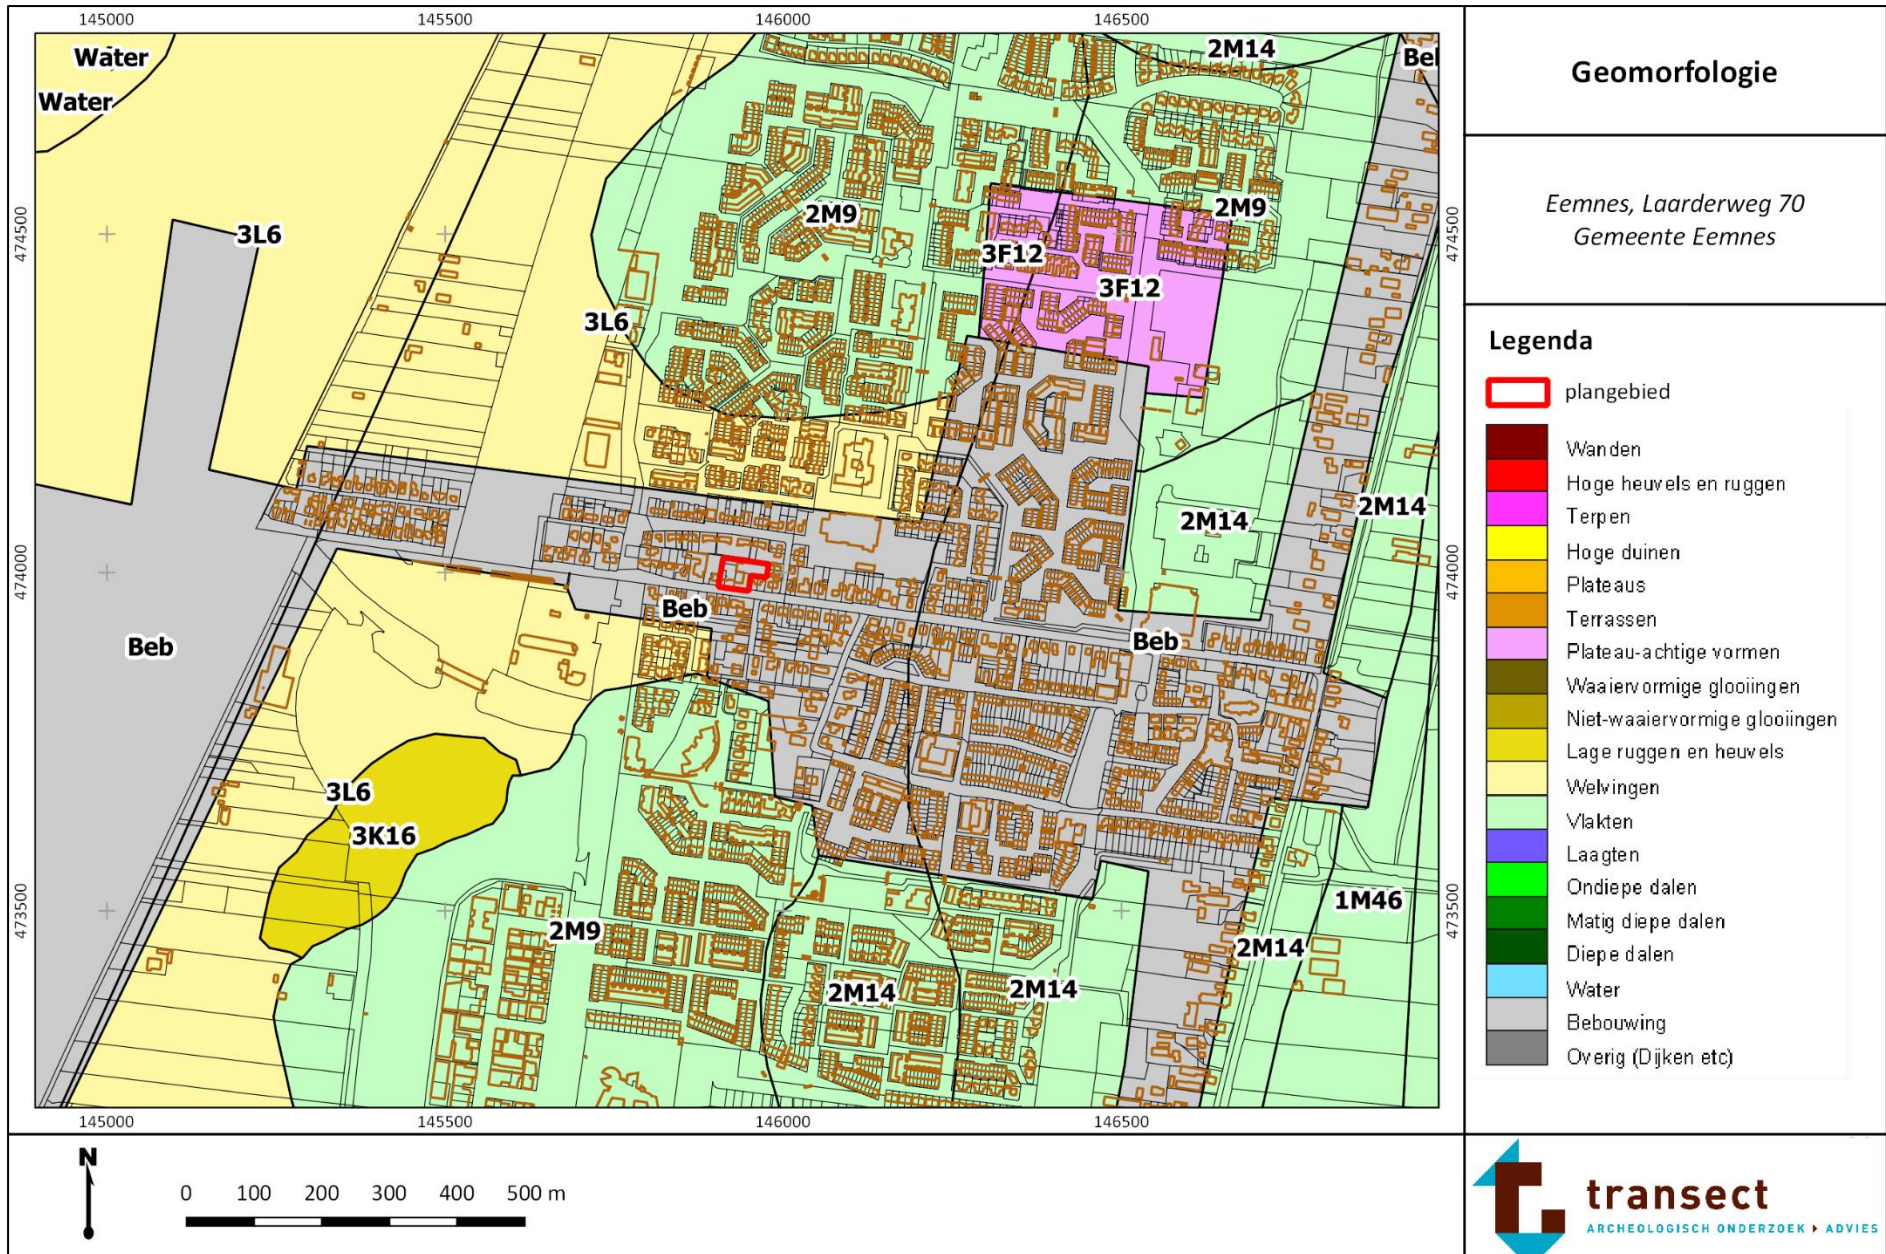 145000 145500 146000 146500
Water
Water
2M14
Be
474500
3L6
2M9
2M9
3F12
3F12
474500
3L6
2M14
2M14
474000
474000
Beb
Beb
Beb
3L6
3K16
1M46
473500
2M9
2M14
473500
2M14
2M14
145000 145500 146000 146500
N
0 100 200 300 400 500 m
Geomorfologie
Eemnes, Laarderweg 70
Gemeente Eemnes
Legenda
plangebied
Wanden
Hoge heuvels en ruggen
Terpen
Hoge duinen
Plateaus
Terrassen
Plateau-achtige vormen
Waaiervormige glooiingen
Niet-waaiervormige glooiingen
Lage ruggen en heuvels
Welvingen
Vlakten
Laagten
Ondiepe dalen
Matig diepe dalen
Diepe dalen
Water
Bebouwing
Overig (Dijken etc)
transect
ARCHEOLOGISCH ONDERZOEK ▸ ADVIES